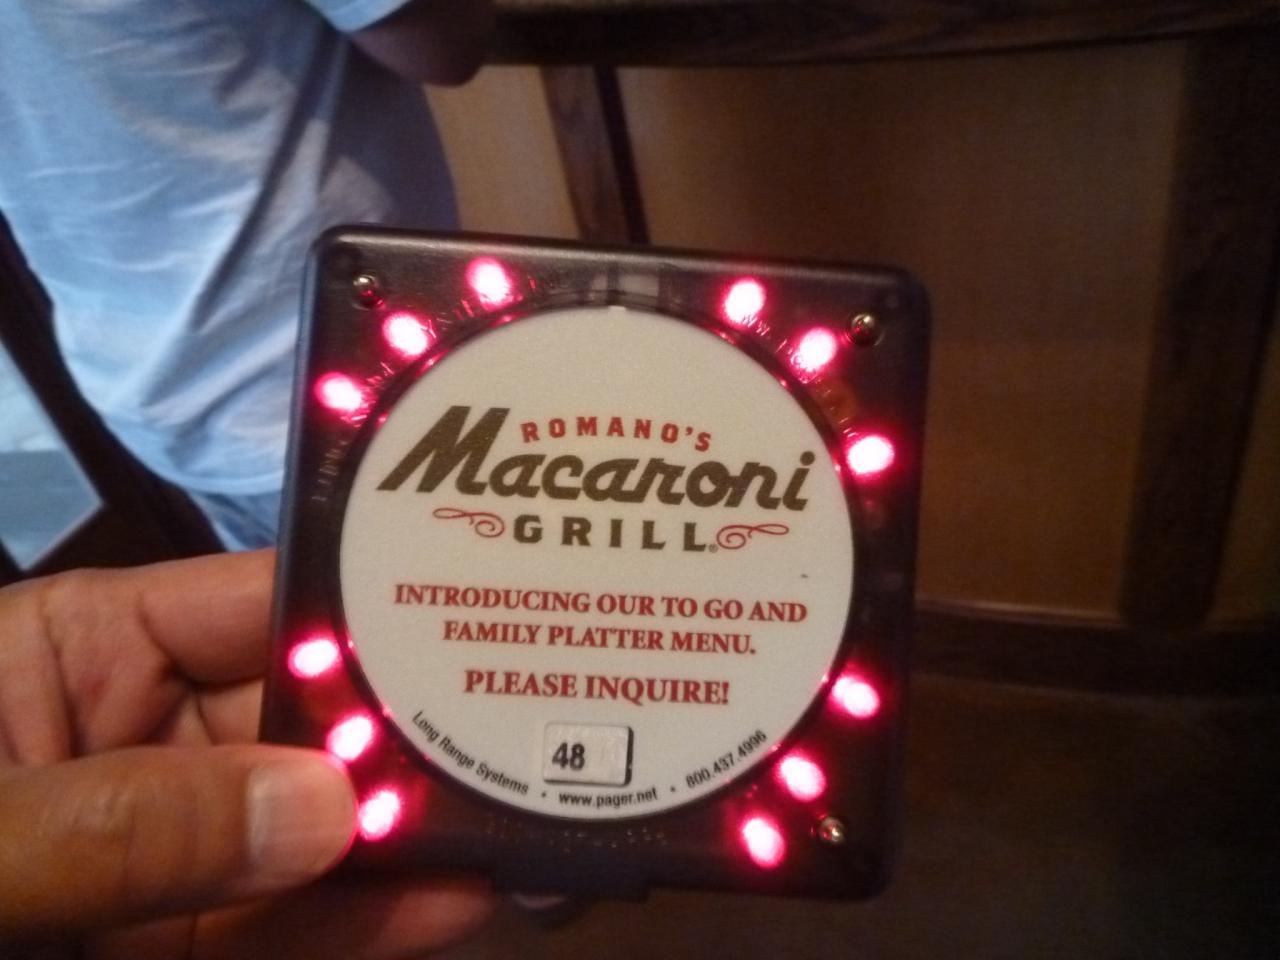 ROMANO'S
Macaroni
GRILL®
INTRODUCING OUR TO GO AND
FAMILY PLATTER MENU.
PLEASE INQUIRE!
48
Long Range Systems • www.pager.net • 800.437.4996